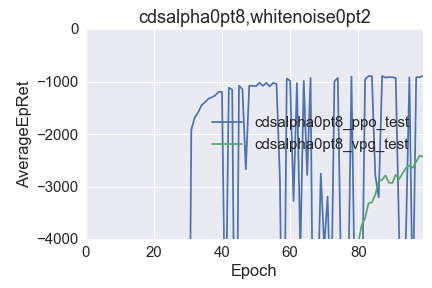 cdsalpha0pt8,whitenoise0pt2
0
−1000
−2000
−3000
−4000
AverageEpRet
cdsalpha0pt8_ppo_test
cdsalpha0pt8_vpg_test
0 20 40 60 80
Epoch